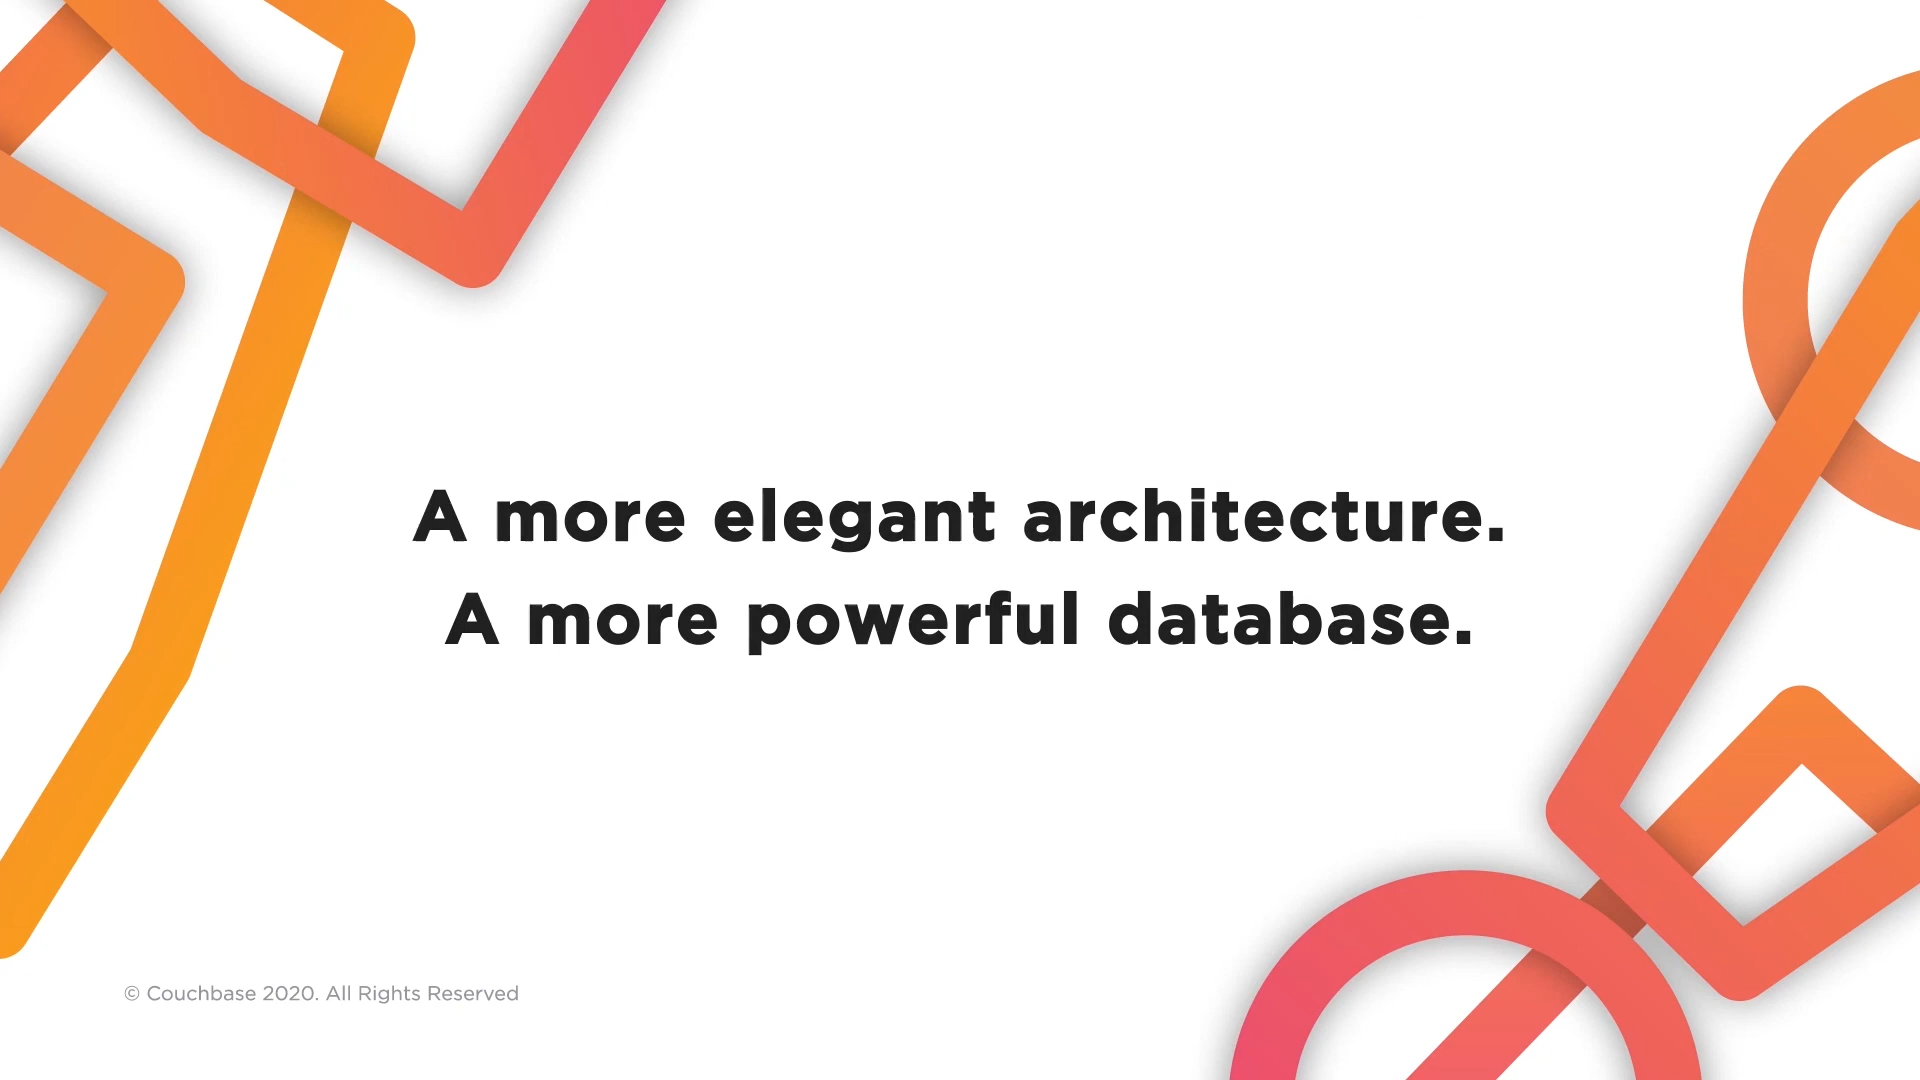 A more elegant architecture.
A more powerful database.
© Couchbase 2020. All Rights Reserved